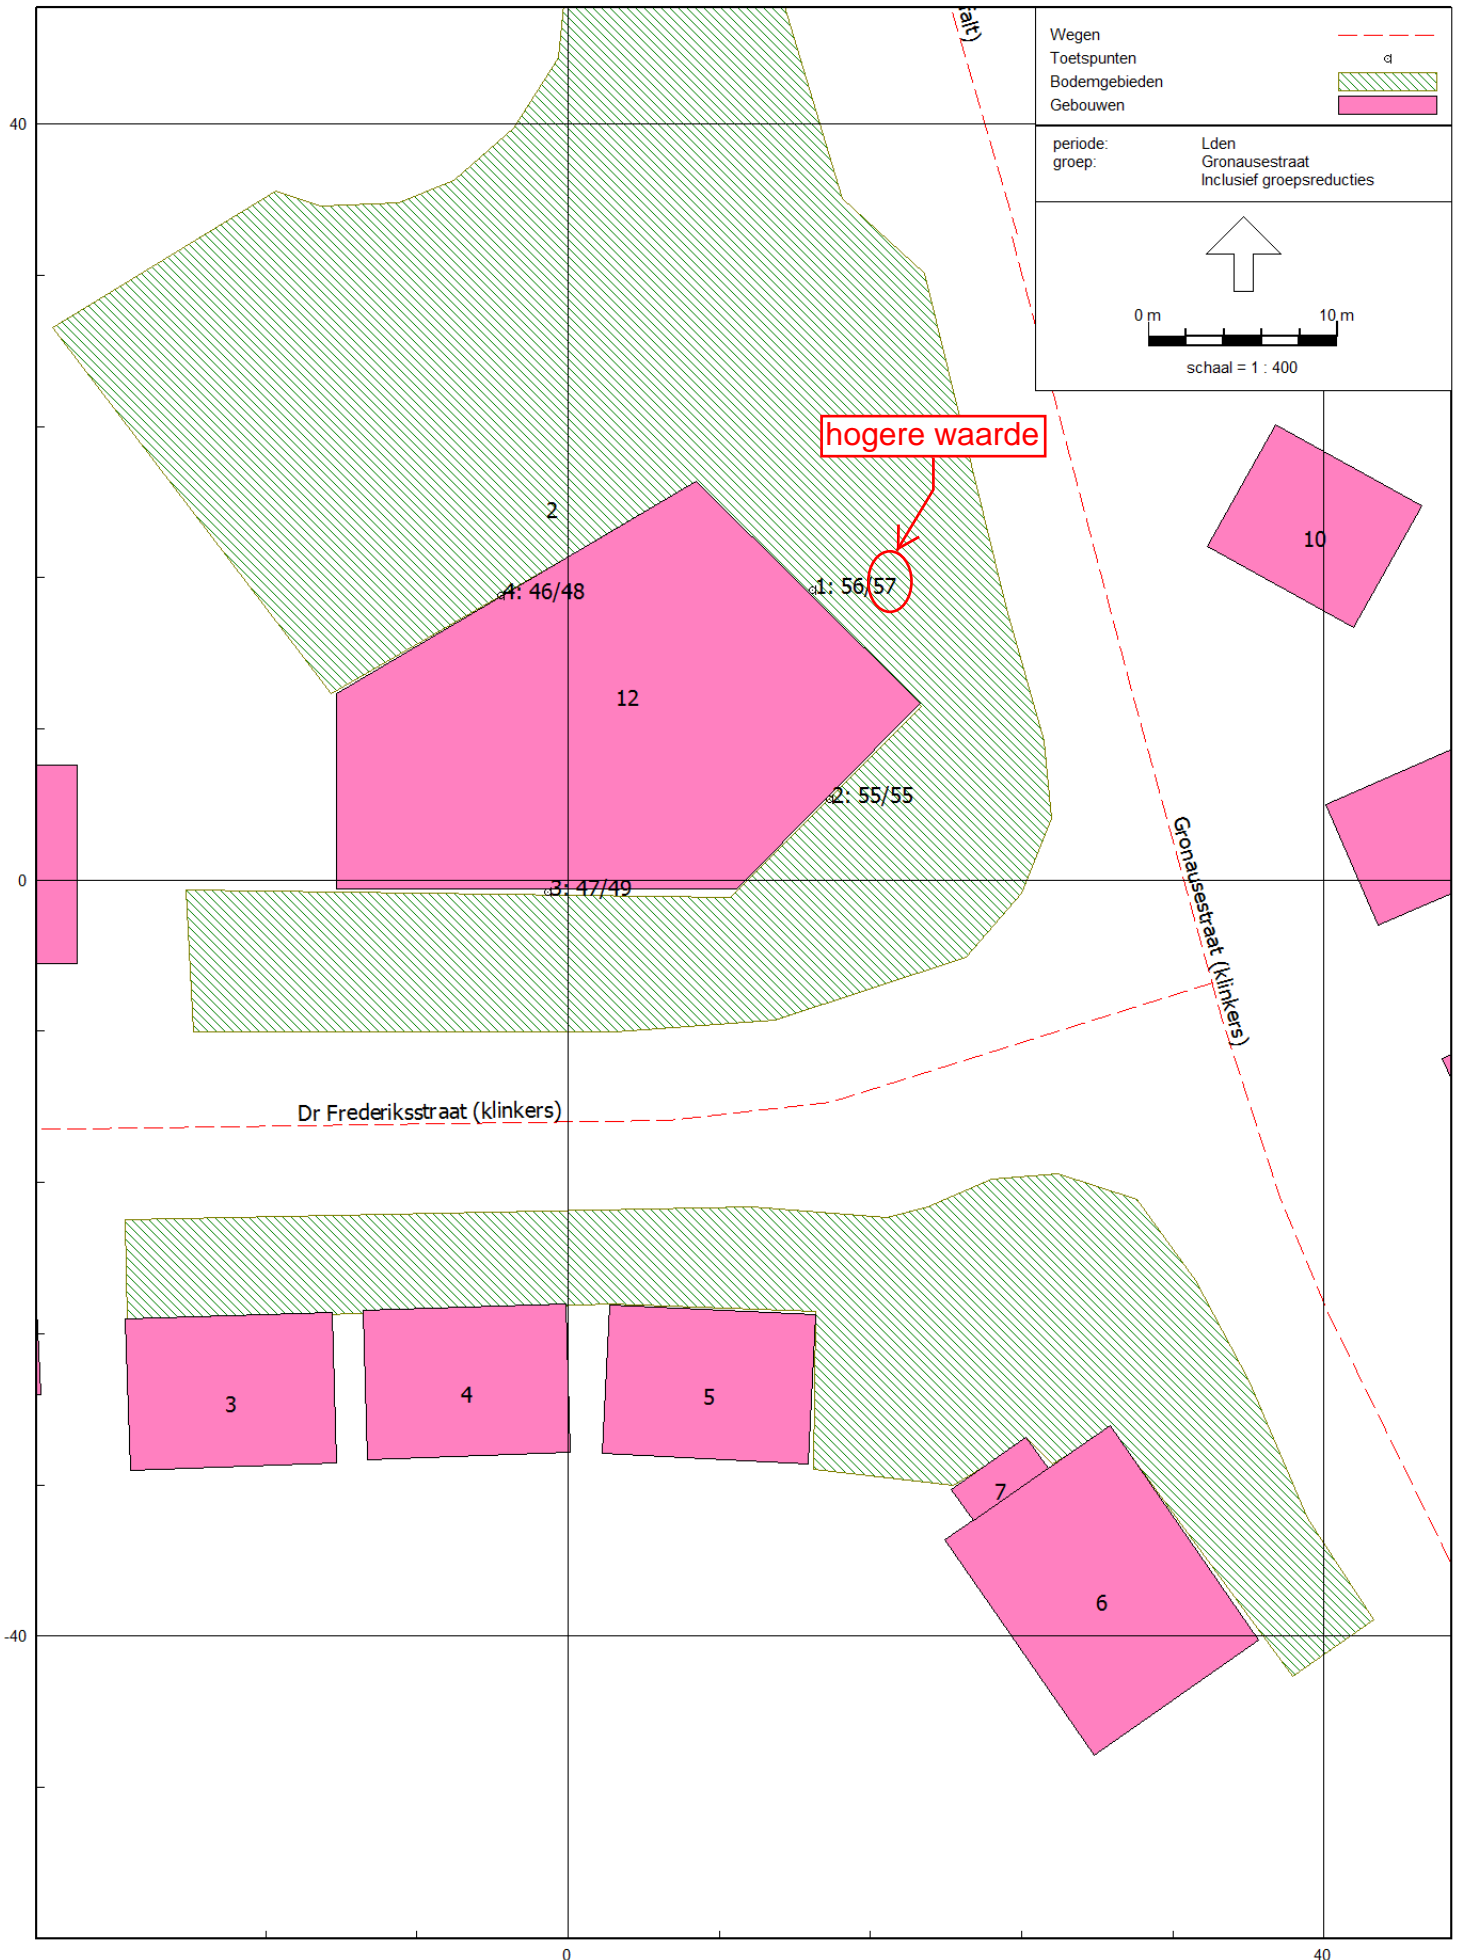 falt)
Wegen
Toetspunten
Bodemgebieden
Gebouwen
periode: Lden
groep: Gronausestraat
Inclusief groepsreducties
0 m 10 m
schaal = 1 : 400
40
hogere waarde
2
10
4: 46/48
1: 56/57
12
2: 55/55
0
3: 47/49
Gronausestraat (klinkers)
Dr Frederiksstraat (klinkers)
3
4
5
7
6
-40
0
40